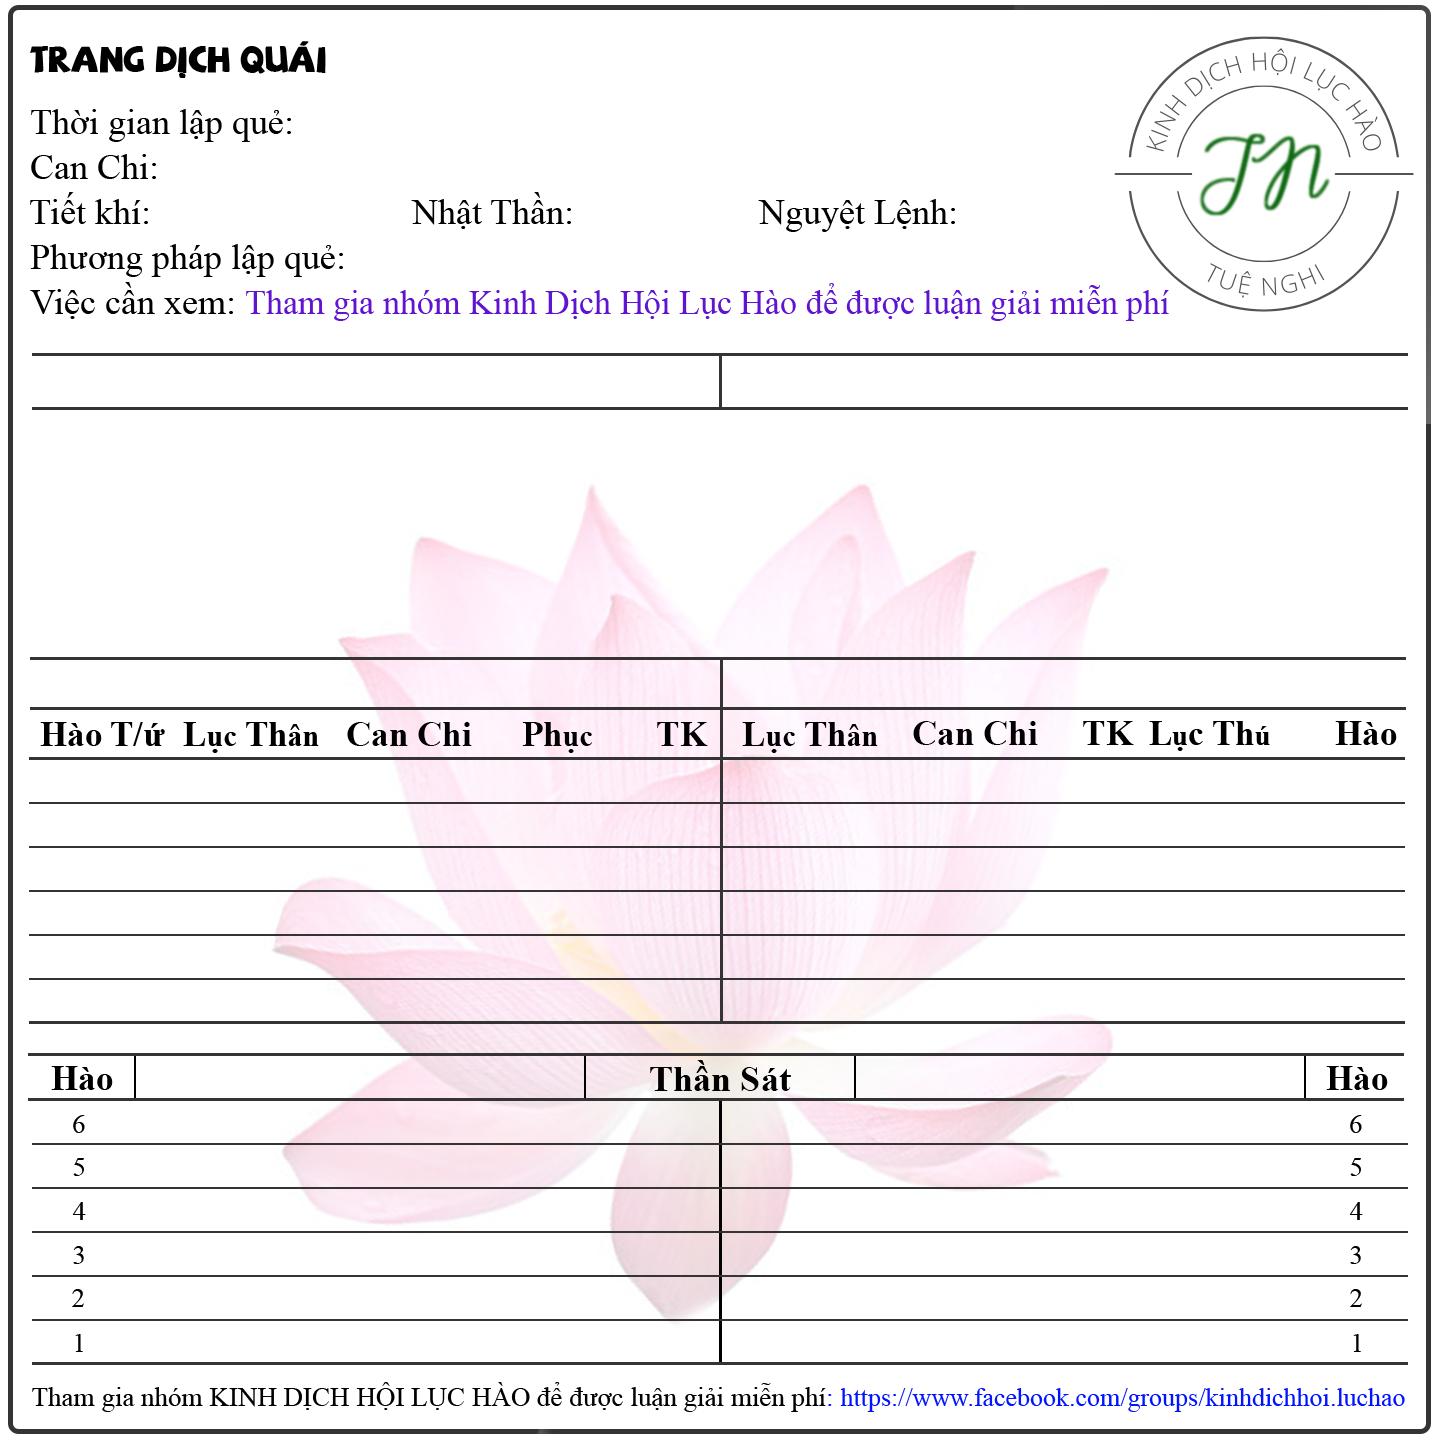 TRANG DỊCH QUÁI
KINH DỊCH HỘI LỤC HÀO
TN
TUỆ NGHI
Thời gian lập quẻ:
Can Chi:
Tiết khí: Nhật Thần: Nguyệt Lệnh:
Phương pháp lập quẻ:
Việc cần xem: Tham gia nhóm Kinh Dịch Hội Lục Hào để được luận giải miễn phí
Hào T/ứ Lục Thân Can Chi Phục TK Lục Thân Can Chi TK Lục Thú Hào
Hào Thần Sát Hào
6 6
5 5
4 4
3 3
2 2
1 1
Tham gia nhóm KINH DỊCH HỘI LỤC HÀO để được luận giải miễn phí: https://www.facebook.com/groups/kinhdichhoi.luchao